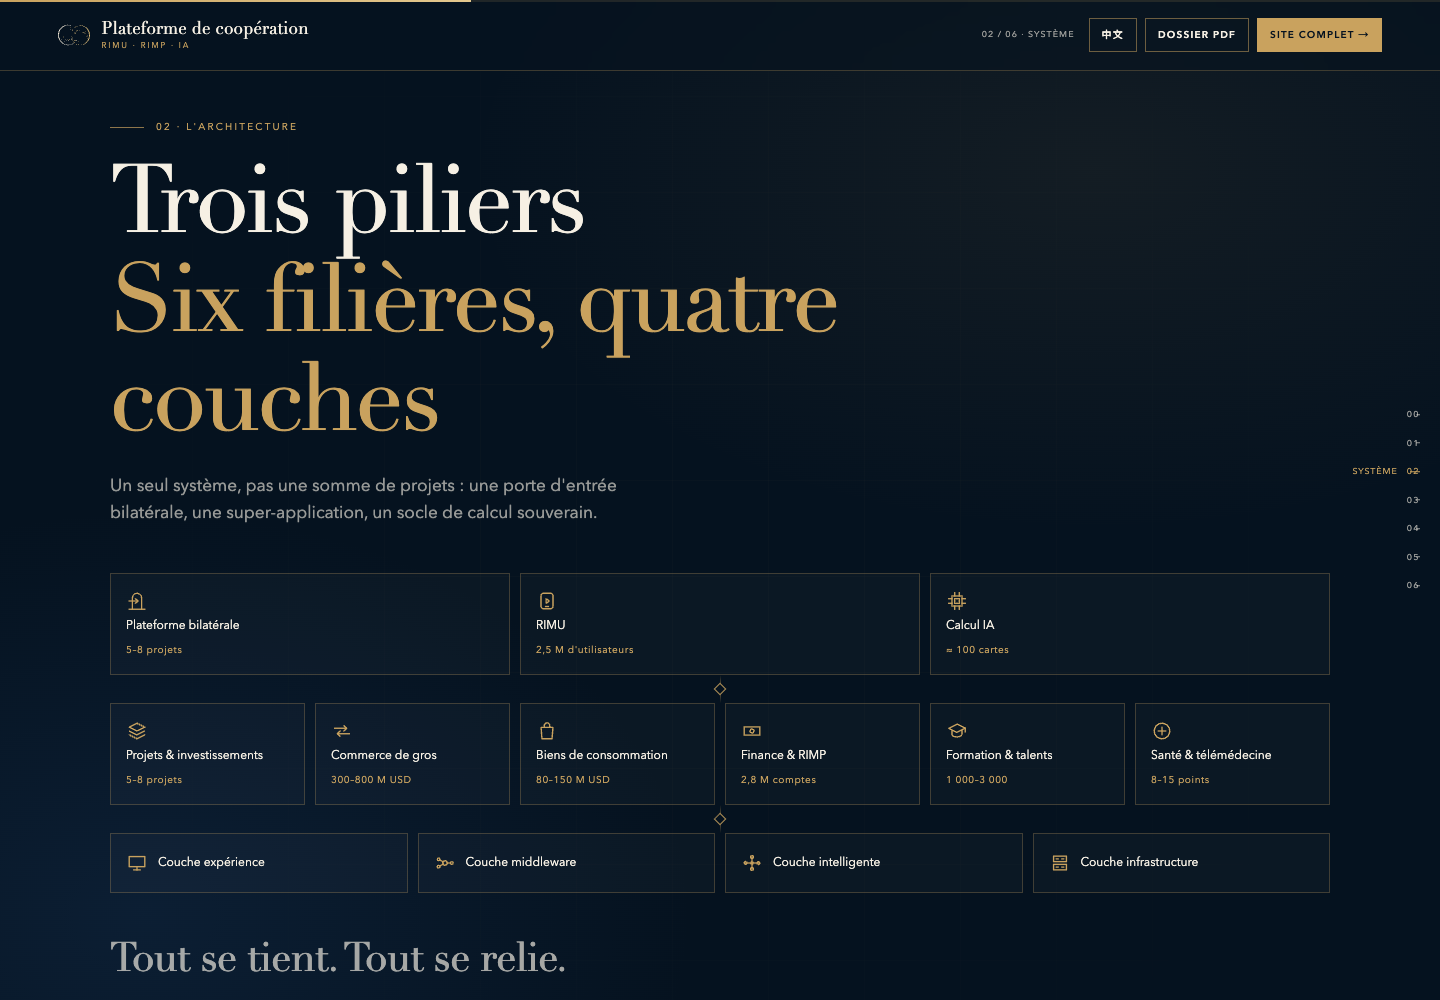 Plateforme de coopération
RIMU · RIMP · IA
02 / 06 · SYSTÈME
中文
DOSSIER PDF
SITE COMPLET →
02 · L'ARCHITECTURE
Trois piliers
Six filières, quatre
couches
Un seul système, pas une somme de projets : une porte d'entrée
bilatérale, une super-application, un socle de calcul souverain.
00
01
SYSTÈME 02
03
04
05
06
Plateforme bilatérale
5–8 projets
RIMU
2,5 M d'utilisateurs
Calcul IA
≈ 100 cartes
Projets & investissements
5–8 projets
Commerce de gros
300–800 M USD
Biens de consommation
80–150 M USD
Finance & RIMP
2,8 M comptes
Formation & talents
1 000–3 000
Santé & télémédecine
8–15 points
Couche expérience
Couche middleware
Couche intelligente
Couche infrastructure
Tout se tient. Tout se relie.